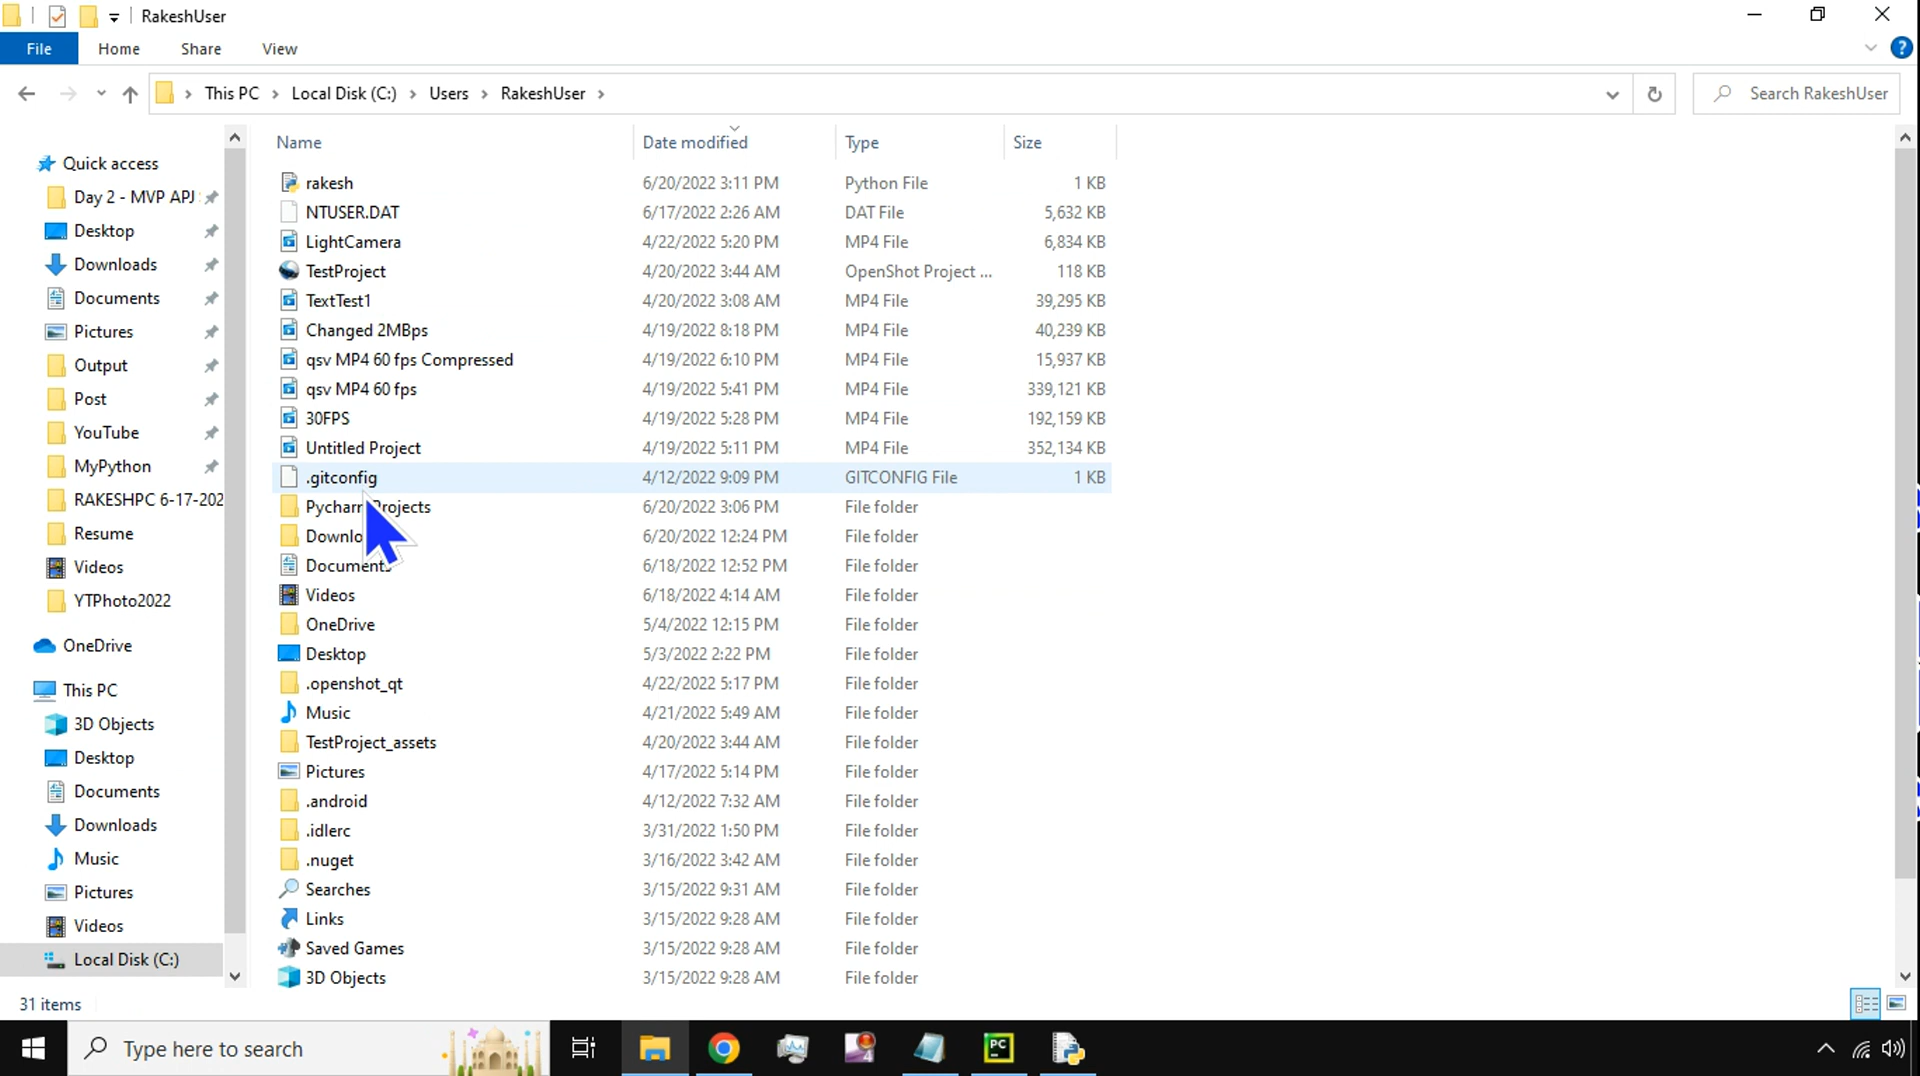 RakeshUser
File Home Share View
This PC Local Disk (C:) Users RakeshUser
Search RakeshUser
Name Date modified Type Size
Quick access
Day 2 - MVP APJ
Desktop
Downloads
Documents
Pictures
Output
Post
YouTube
MyPython
RAKESHPC 6-17-202
Resume
Videos
YTPhoto2022
OneDrive
This PC
3D Objects
Desktop
Documents
Downloads
Music
Pictures
Videos
Local Disk (C:)
rakesh 6/20/2022 3:11 PM Python File 1 KB
NTUSER.DAT 6/17/2022 2:26 AM DAT File 5,632 KB
LightCamera 4/22/2022 5:20 PM MP4 File 6,834 KB
TestProject 4/20/2022 3:44 AM OpenShot Project ... 118 KB
TextTest1 4/20/2022 3:08 AM MP4 File 39,295 KB
Changed 2MBps 4/19/2022 8:18 PM MP4 File 40,239 KB
qsv MP4 60 fps Compressed 4/19/2022 6:10 PM MP4 File 15,937 KB
qsv MP4 60 fps 4/19/2022 5:41 PM MP4 File 339,121 KB
30FPS 4/19/2022 5:28 PM MP4 File 192,159 KB
Untitled Project 4/19/2022 5:11 PM MP4 File 352,134 KB
.gitconfig 4/12/2022 9:09 PM GITCONFIG File 1 KB
Pycharm Projects 6/20/2022 3:06 PM File folder
Downlo 6/20/2022 12:24 PM File folder
Documents 6/18/2022 12:52 PM File folder
Videos 6/18/2022 4:14 AM File folder
OneDrive 5/4/2022 12:15 PM File folder
Desktop 5/3/2022 2:22 PM File folder
.openshot_qt 4/22/2022 5:17 PM File folder
Music 4/21/2022 5:49 AM File folder
TestProject_assets 4/20/2022 3:44 AM File folder
Pictures 4/17/2022 5:14 PM File folder
.android 4/12/2022 7:32 AM File folder
.idlerc 3/31/2022 1:50 PM File folder
.nuget 3/16/2022 3:42 AM File folder
Searches 3/15/2022 9:31 AM File folder
Links 3/15/2022 9:28 AM File folder
Saved Games 3/15/2022 9:28 AM File folder
3D Objects 3/15/2022 9:28 AM File folder
31 items
Type here to search
PC
4